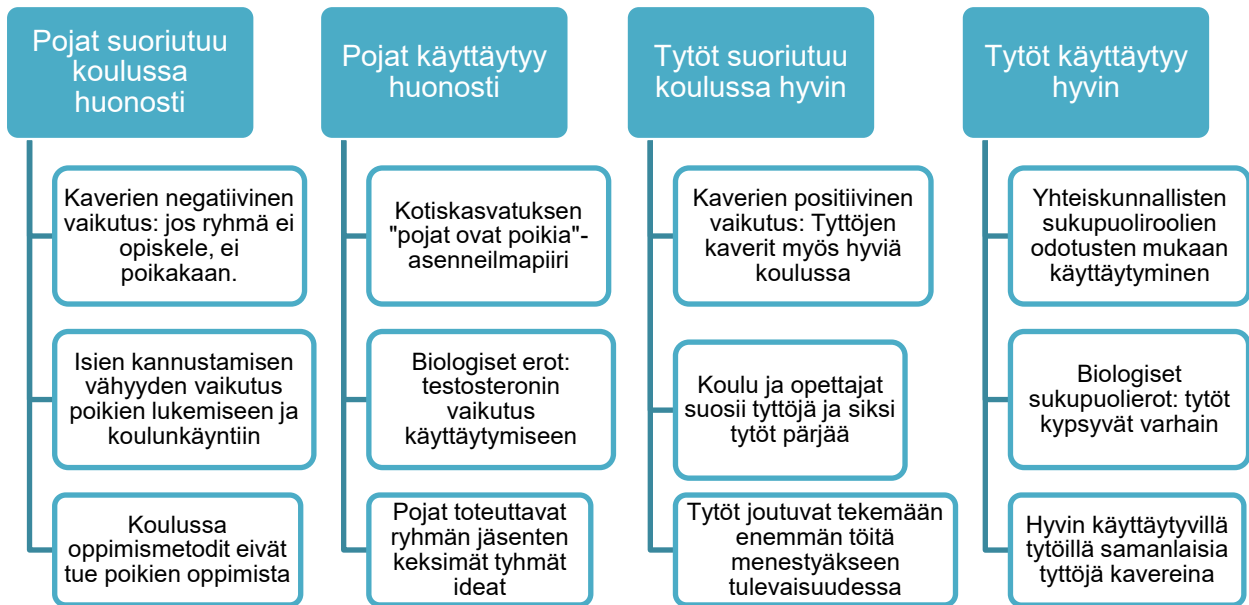 Pojat suoriutuu
koulussa
huonosti
Kaverien negatiivinen
vaikutus: jos ryhmä ei
opiskele, ei
poikakaan.
Isien kannustamisen
vähyyden vaikutus
poikien lukemiseen ja
koulunkäyntiin
Koulussa
oppimismetodit eivät
tue poikien oppimista
Pojat käyttäytyy
huonosti
Kotiskasvatuksen
"pojat ovat poikia"-
asenneilmapiiri
Biologiset erot:
testosteronin
vaikutus
käyttäytymiseen
Pojat toteuttavat
ryhmän jäsenten
keksimät tyhmät
ideat
Tytöt suoriutuu
koulussa hyvin
Kaverien positiivinen
vaikutus: Tyttöjen
kaverit myös hyviä
koulussa
Koulu ja opettajat
suosii tyttöjä ja siksi
tytöt pärjää
Tytöt joutuvat tekemään
enemmän töitä
menestyäkseen
tulevaisuudessa
Tytöt käyttäytyy
hyvin
Yhteiskunnallisten
sukupuoliroolien
odotusten mukaan
käyttäytyminen
Biologiset
sukupuolierot: tytöt
kypsyvät varhain
Hyvin käyttäytyvillä
tytöillä samanlaisia
tyttöjä kavereina